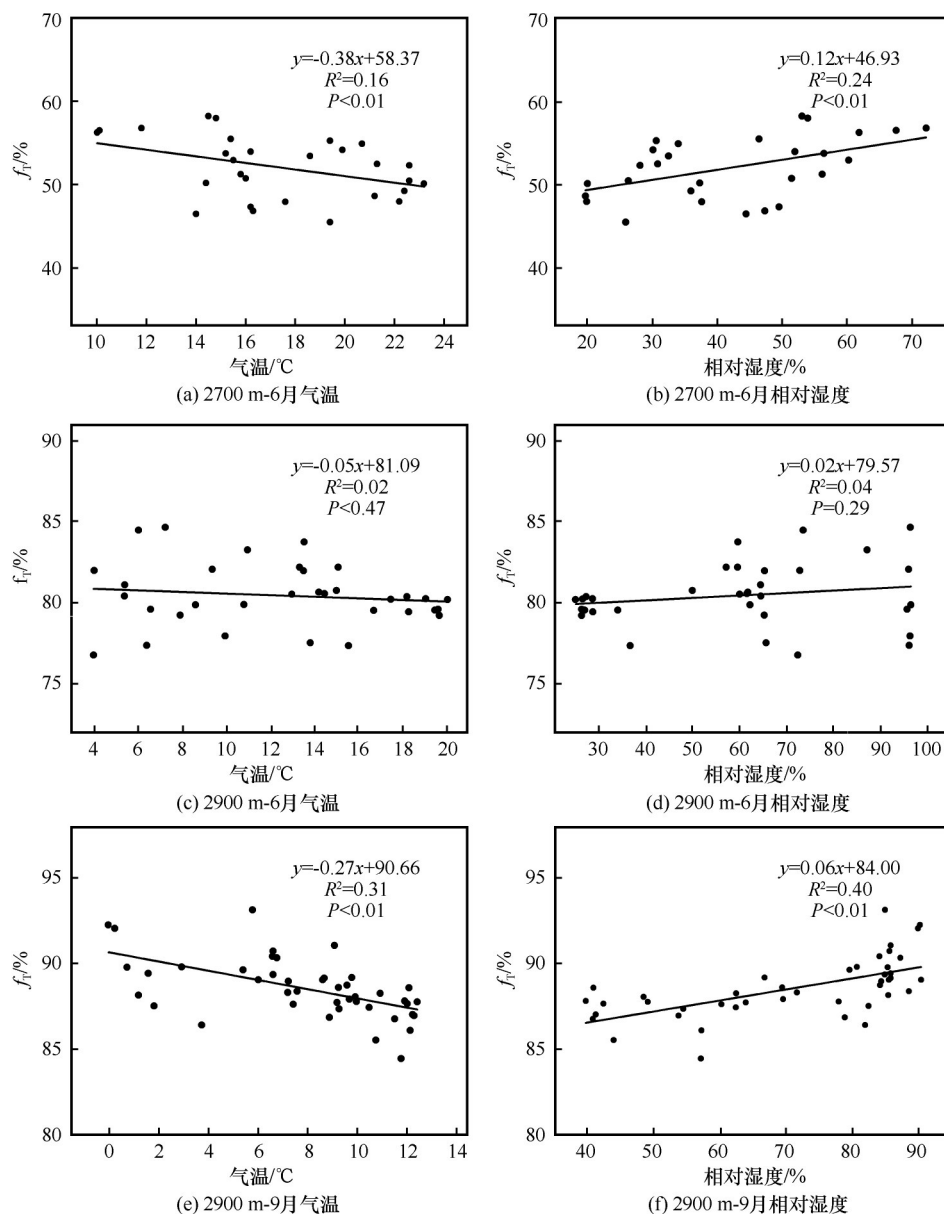 70
60
50
40
fT/%
y=-0.38x+58.37
R²=0.16
P<0.01
10 12 14 16 18 20 22 24
气温/℃
(a) 2700 m-6月气温
70
60
50
40
fT/%
y=0.12x+46.93
R²=0.24
P<0.01
20 30 40 50 60 70
相对湿度/%
(b) 2700 m-6月相对湿度
90
85
80
75
fT/%
y=-0.05x+81.09
R²=0.02
P<0.47
4 6 8 10 12 14 16 18 20
气温/℃
(c) 2900 m-6月气温
90
85
80
75
fT/%
y=0.02x+79.57
R²=0.04
P=0.29
30 40 50 60 70 80 90 100
相对湿度/%
(d) 2900 m-6月相对湿度
95
90
85
80
fT/%
y=-0.27x+90.66
R²=0.31
P<0.01
0 2 4 6 8 10 12 14
气温/℃
(e) 2900 m-9月气温
95
90
85
80
fT/%
y=0.06x+84.00
R²=0.40
P<0.01
40 50 60 70 80 90
相对湿度/%
(f) 2900 m-9月相对湿度